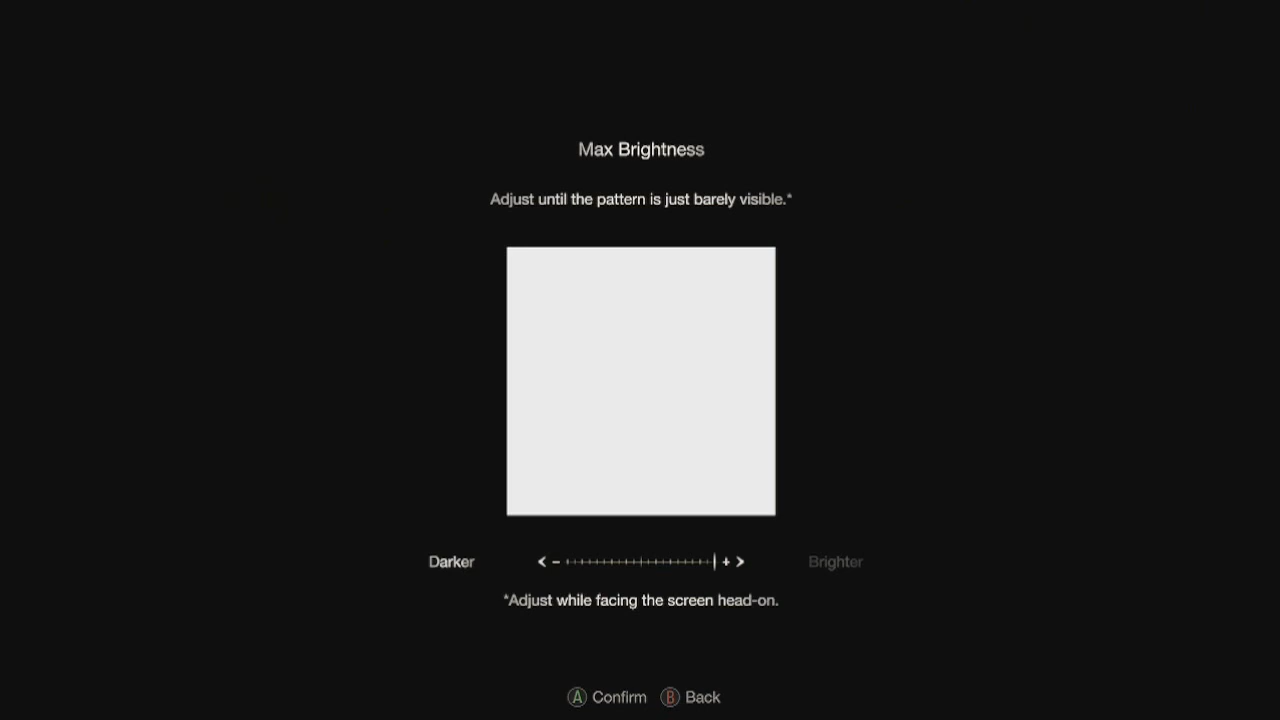 Max Brightness
Adjust until the pattern is just barely visible.*
Darker < − + > Brighter
*Adjust while facing the screen head-on.
A Confirm B Back